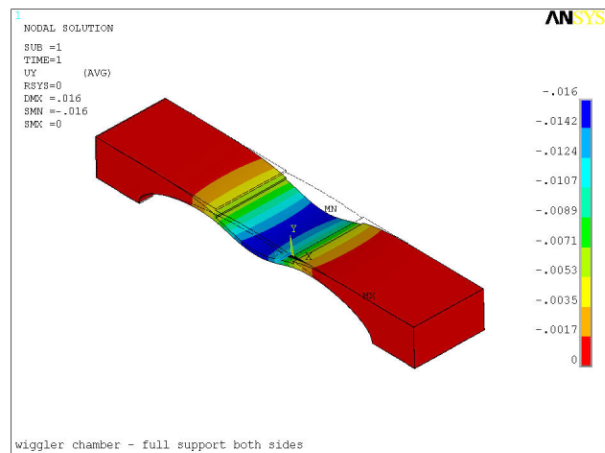 1
ANSYS
NODAL SOLUTION
SUB =1
TIME=1
UY (AVG)
RSYS=0
DMX =.016
SMN =-.016
SMX =0
MN
Y
X
MX
-.016
-.0142
-.0124
-.0107
-.0089
-.0071
-.0053
-.0035
-.0017
0
wiggler chamber - full support both sides